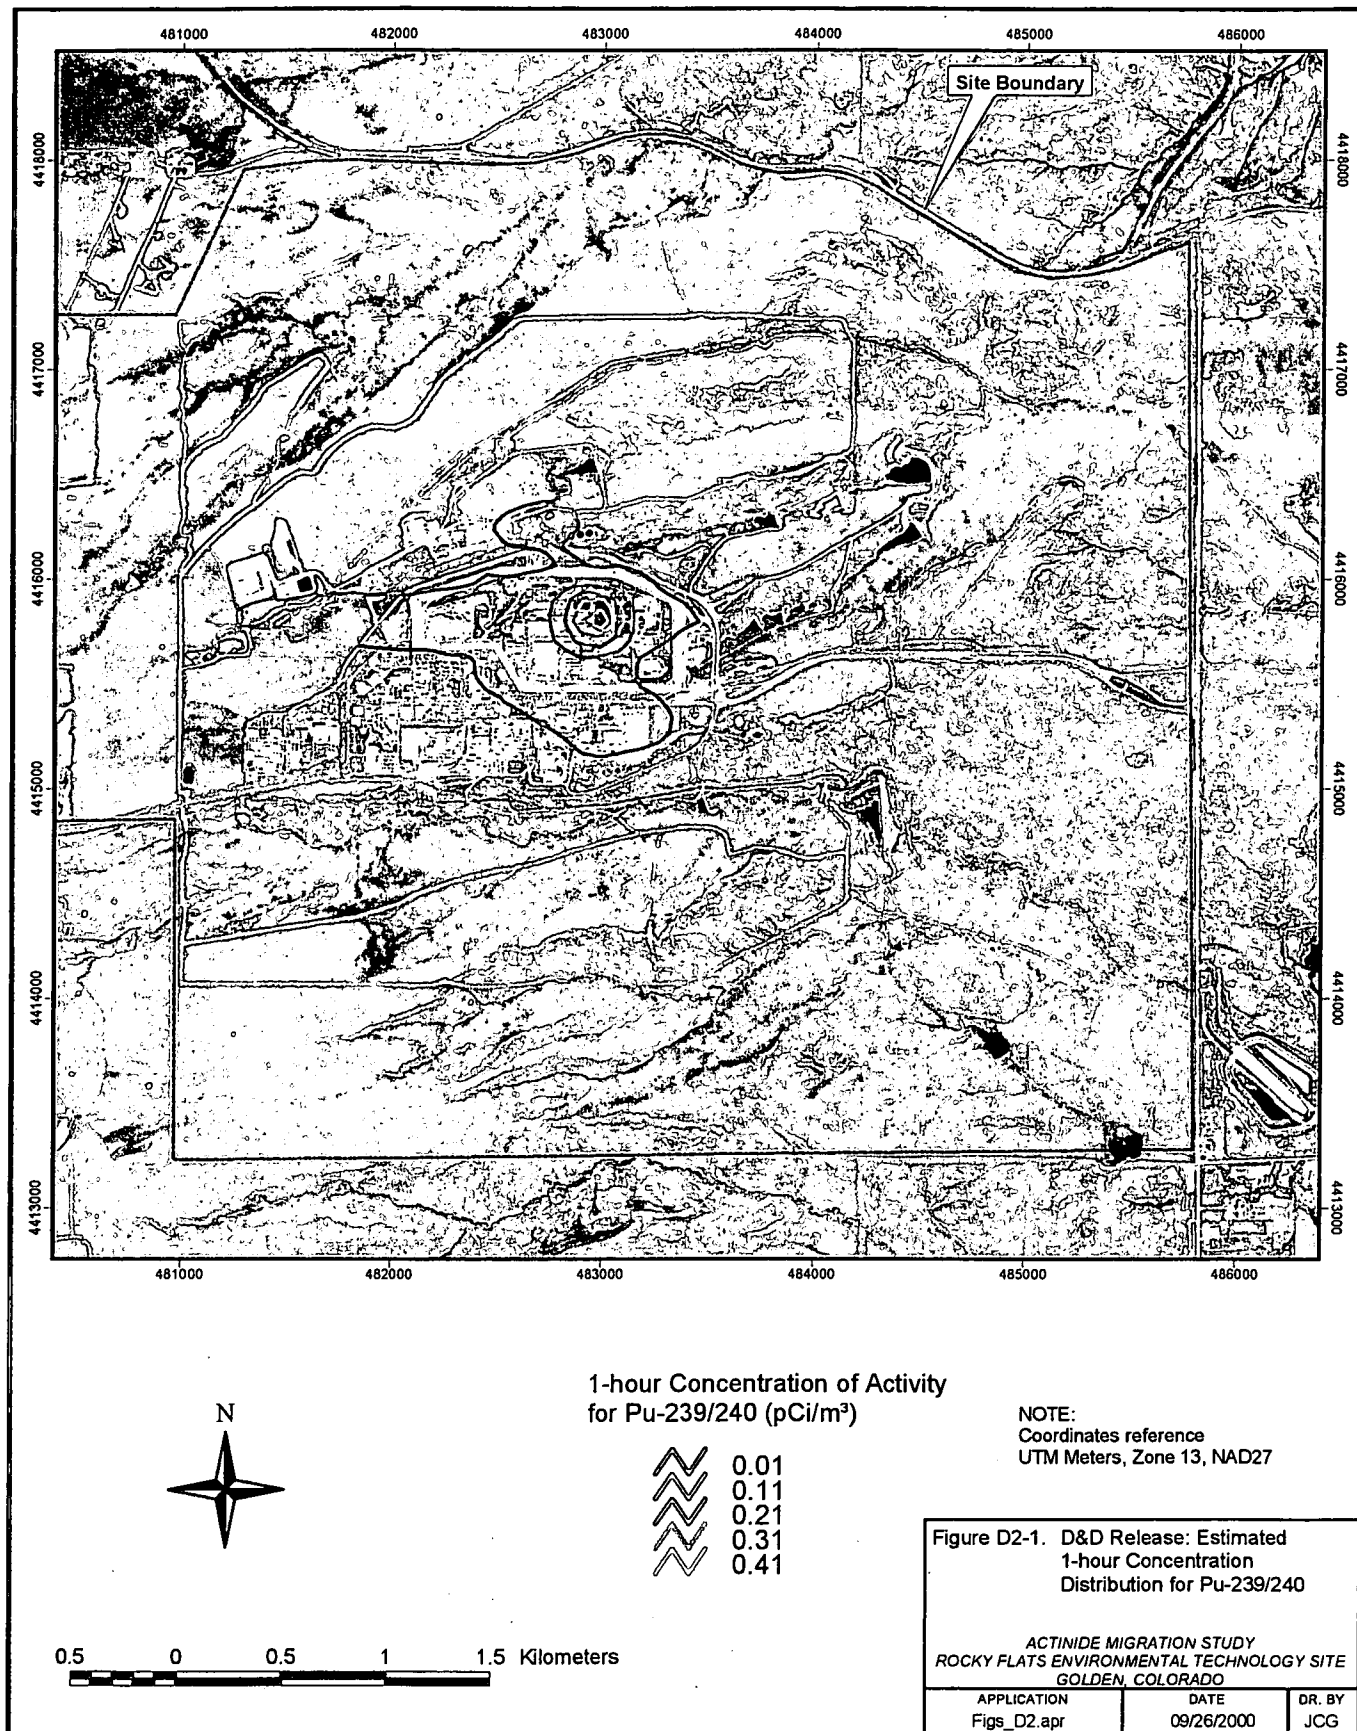 481000 482000 483000 484000 485000 486000
Site Boundary
4418000 4418000
4417000 4417000
4416000 4416000
4415000 4415000
4414000 4414000
4413000 4413000
481000 482000 483000 484000 485000 486000
1-hour Concentration of Activity
for Pu-239/240 (pCi/m³)
0.01
0.11
0.21
0.31
0.41
N
NOTE:
Coordinates reference
UTM Meters, Zone 13, NAD27
0.5 0 0.5 1 1.5 Kilometers
Figure D2-1. D&D Release: Estimated
1-hour Concentration
Distribution for Pu-239/240
ACTINIDE MIGRATION STUDY
ROCKY FLATS ENVIRONMENTAL TECHNOLOGY SITE
GOLDEN, COLORADO
APPLICATION DATE DR. BY
Figs_D2.apr 09/26/2000 JCG